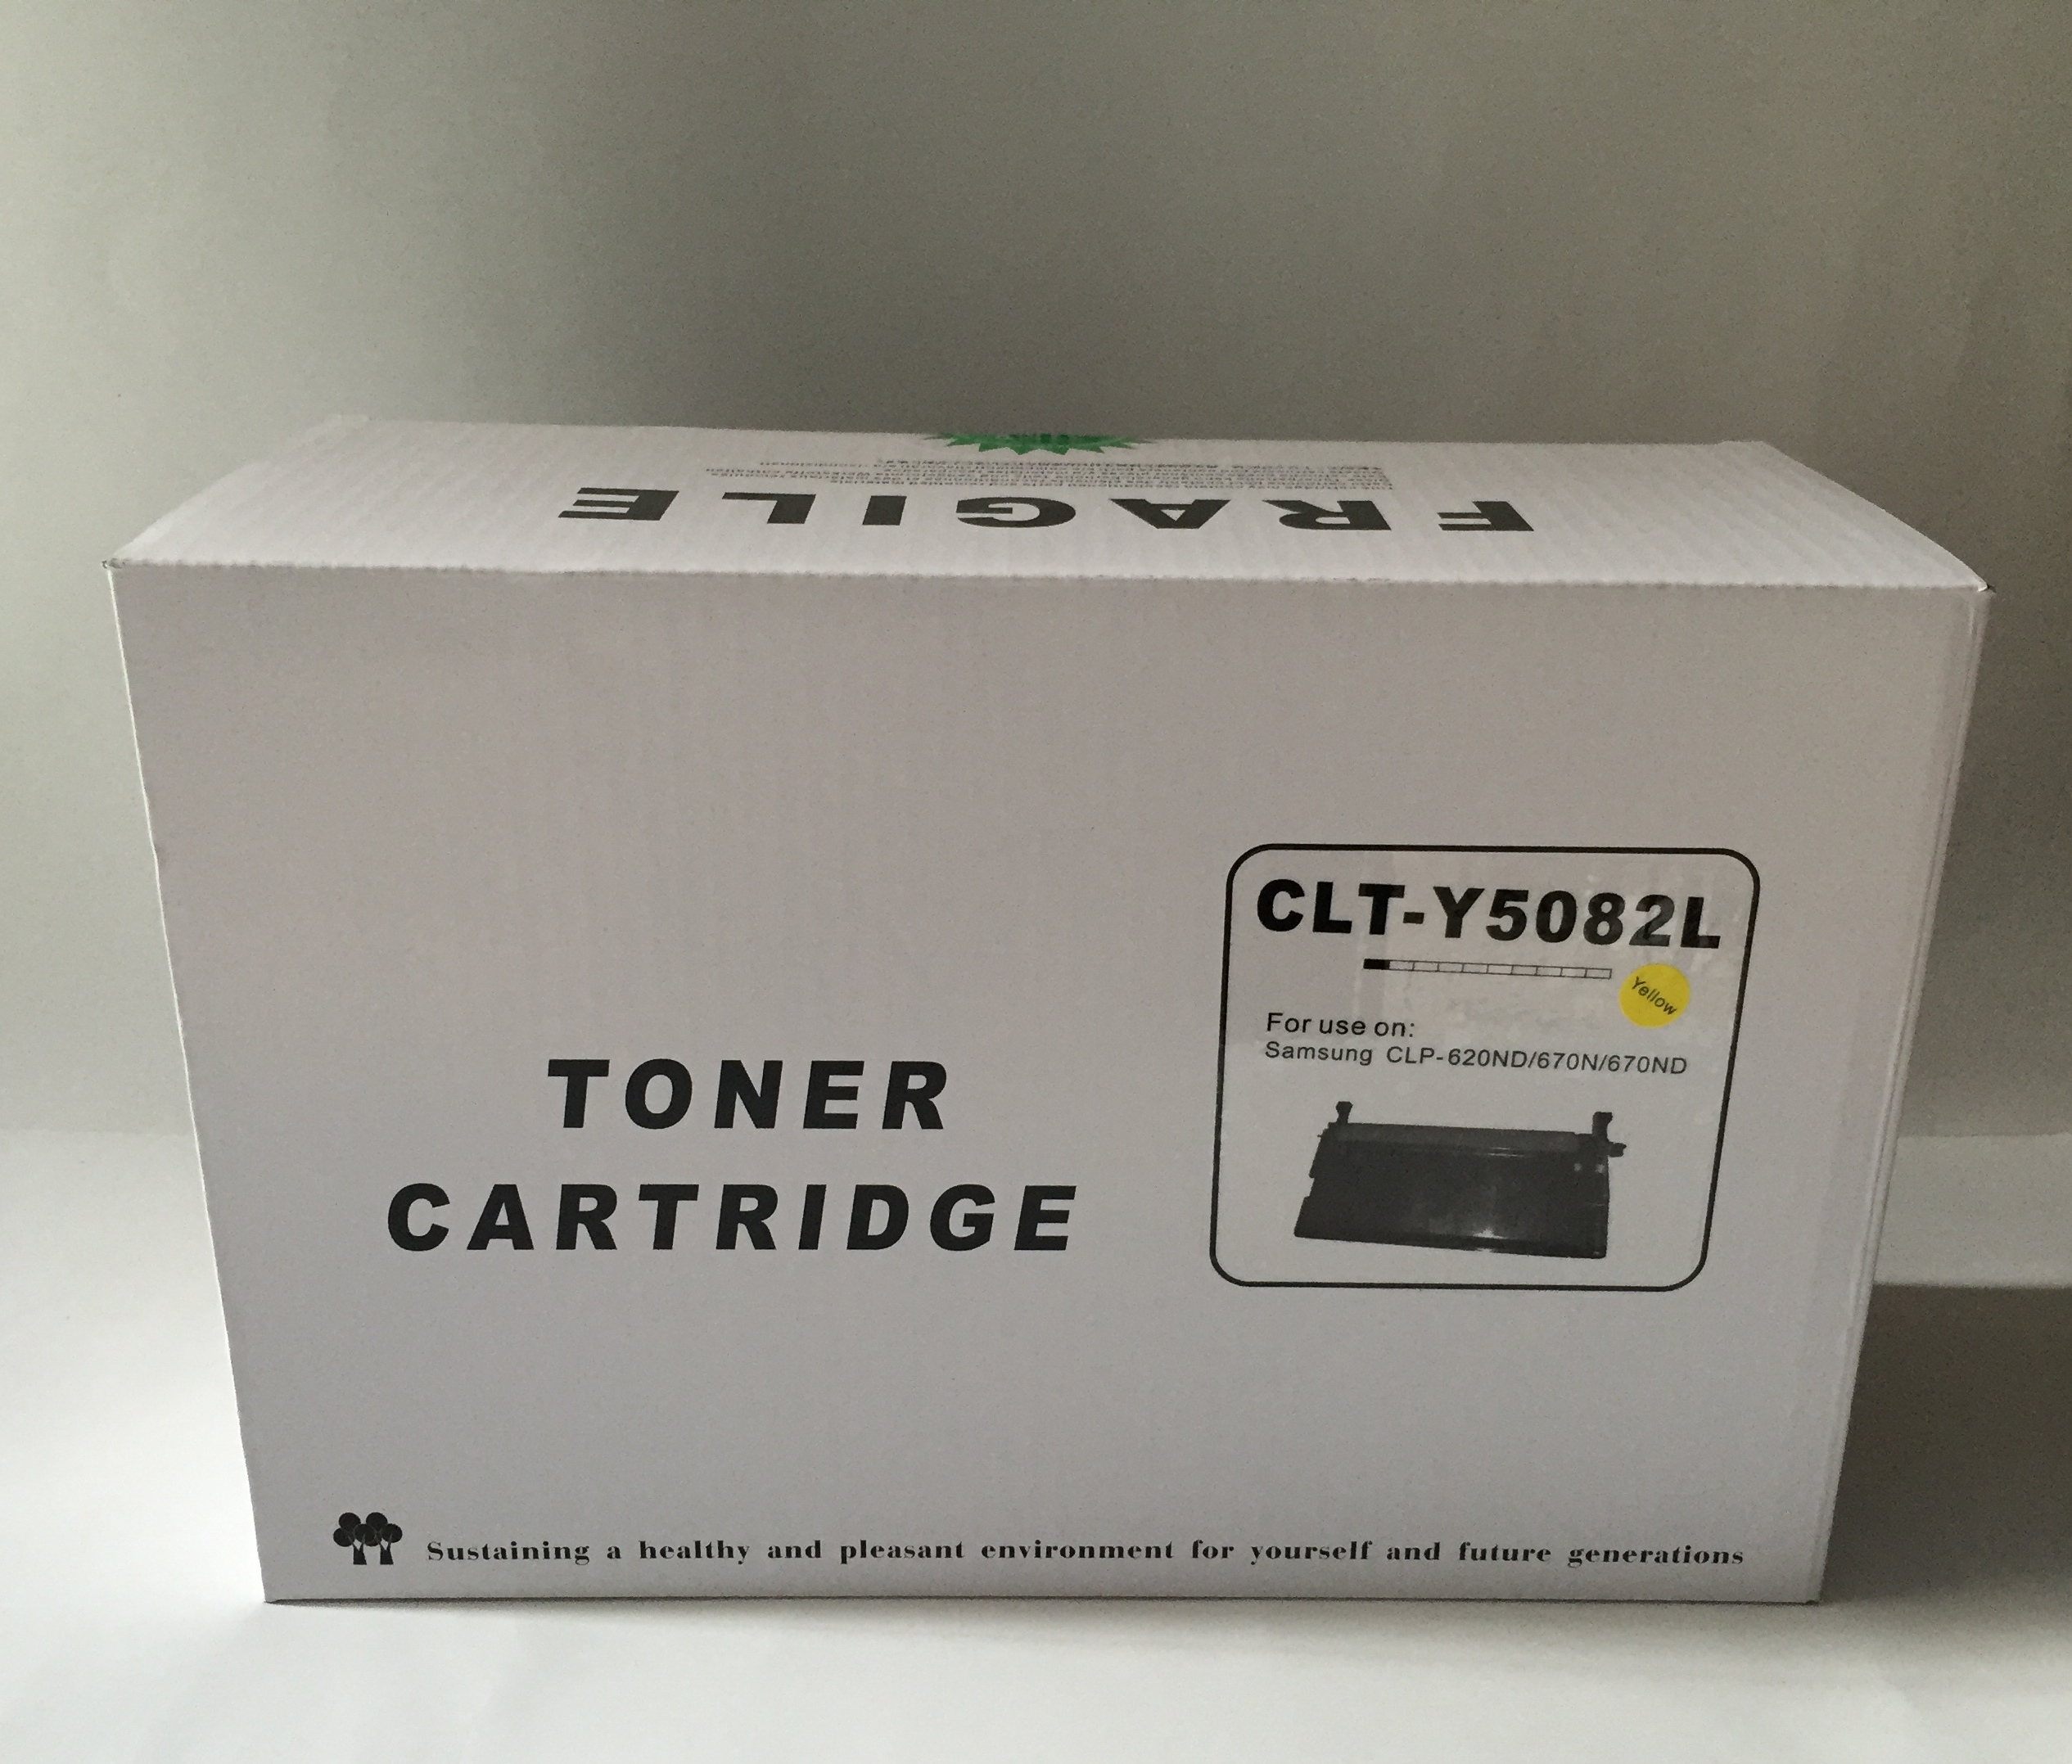 FRAGILE
CLT-Y5082L
Yellow
For use on:
Samsung CLP-620ND/670N/670ND
TONER
CARTRIDGE
Sustaining a healthy and pleasant environment for yourself and future generations